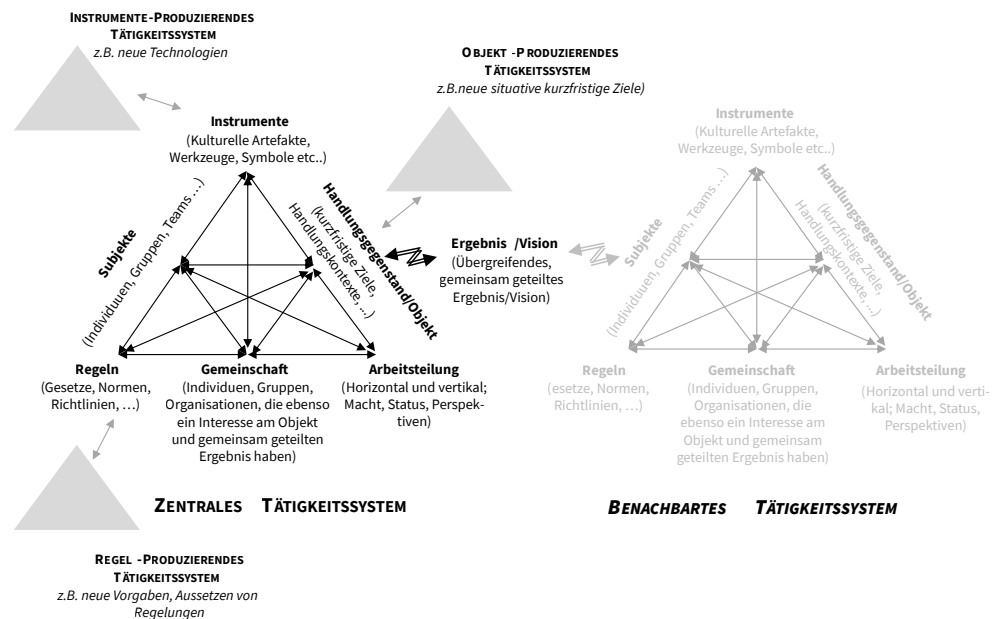 INSTRUMENTE-PRODUZIERENDES
TÄTIGKEITSSYSTEM
z.B. neue Technologien
OBJEKT -PRODUZIERENDES
TÄTIGKEITSSYSTEM
z.B.neue situative kurzfristige Ziele)
Instrumente
(Kulturelle Artefakte,
Werkzeuge, Symbole etc..)
Subjekte
(Individuuen, Gruppen, Teams …)
Handlungsgegenstand/Objekt
(kurzfristige Ziele,
Handlungskontexte, …)
Ergebnis /Vision
(Übergreifendes,
gemeinsam geteiltes
Ergebnis/Vision)
Regeln
(Gesetze, Normen,
Richtlinien, …)
Gemeinschaft
(Individuen, Gruppen,
Organisationen, die ebenso
ein Interesse am Objekt
und gemeinsam geteilten
Ergebnis haben)
Arbeitsteilung
(Horizontal und vertikal;
Macht, Status, Perspek-
tiven)
ZENTRALES TÄTIGKEITSSYSTEM
REGEL -PRODUZIERENDES
TÄTIGKEITSSYSTEM
z.B. neue Vorgaben, Aussetzen von
Regelungen
Instrumente
(Kulturelle Artefakte,
Werkzeuge, Symbole etc..)
Subjekte
(Individuuen, Gruppen, Teams …)
Handlungsgegenstand/Objekt
(kurzfristige Ziele,
Handlungskontexte, …)
Regeln
(esetze, Normen,
Richtlinien, …)
Gemeinschaft
(Individuen, Gruppen,
Organisationen, die
ebenso ein Interesse am
Objekt und gemeinsam
geteilten Ergebnis haben)
Arbeitsteilung
(Horizontal und verti-
kal; Macht, Status,
Perspektiven)
BENACHBARTES TÄTIGKEITSSYSTEM